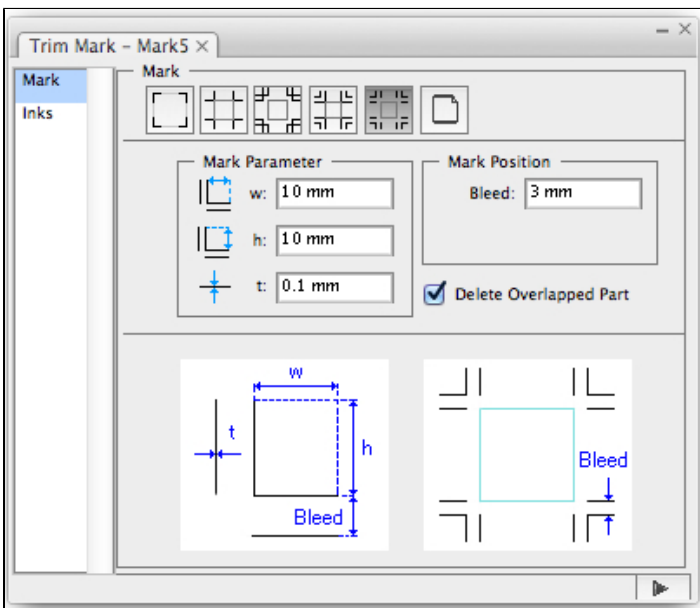 Trim Mark - Mark5
Mark
Inks
Mark
Mark Parameter
w: 10 mm
h: 10 mm
t: 0.1 mm
Mark Position
Bleed: 3 mm
Delete Overlapped Part
w
t
h
Bleed
Bleed